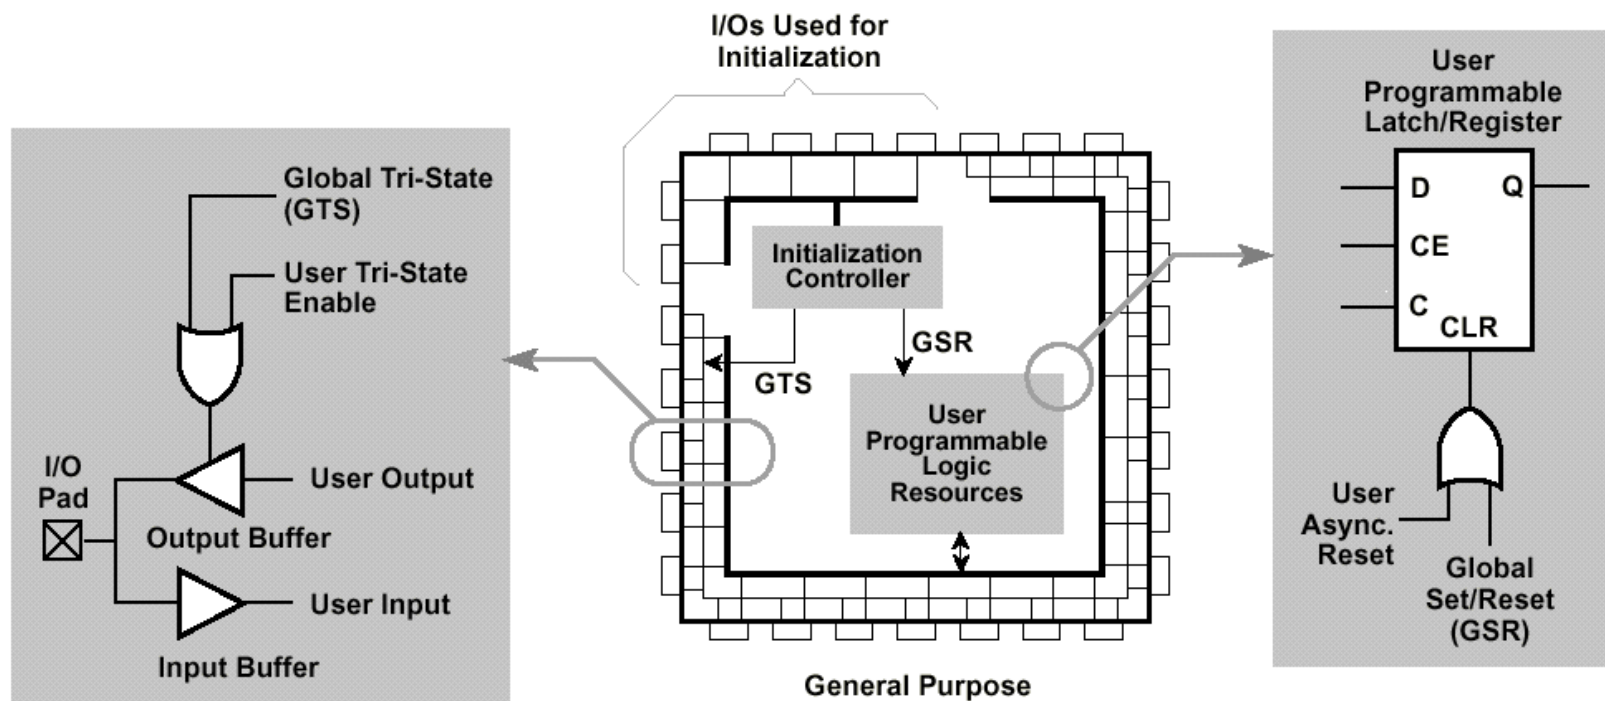 I/Os Used for
Initialization
Global Tri-State
(GTS)
User Tri-State
Enable
I/O
Pad
User Output
Output Buffer
User Input
Input Buffer
Initialization
Controller
GSR
GTS
User
Programmable
Logic
Resources
General Purpose
User
Programmable
Latch/Register
D
Q
CE
C
CLR
User
Async.
Reset
Global
Set/Reset
(GSR)